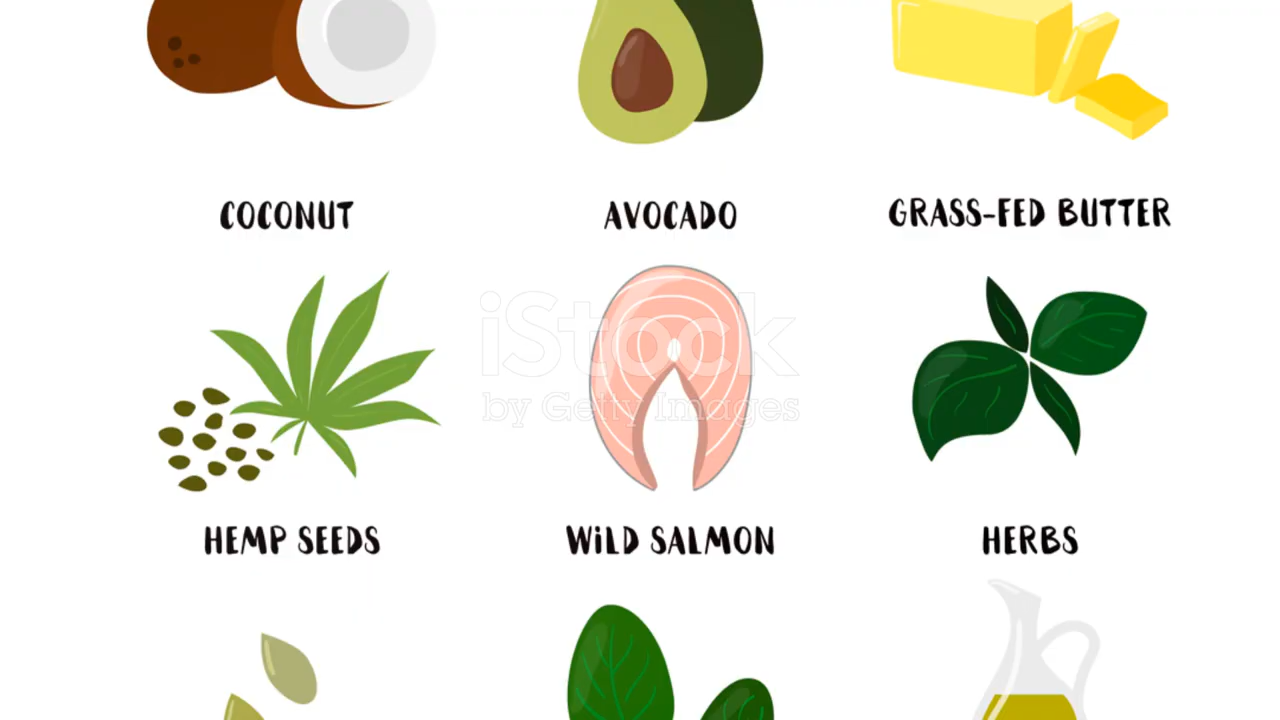 COCONUT
AVOCADO
GRASS-FED BUTTER
iStock
by Getty Images
HEMP SEEDS
WiLD SALMON
HERBS